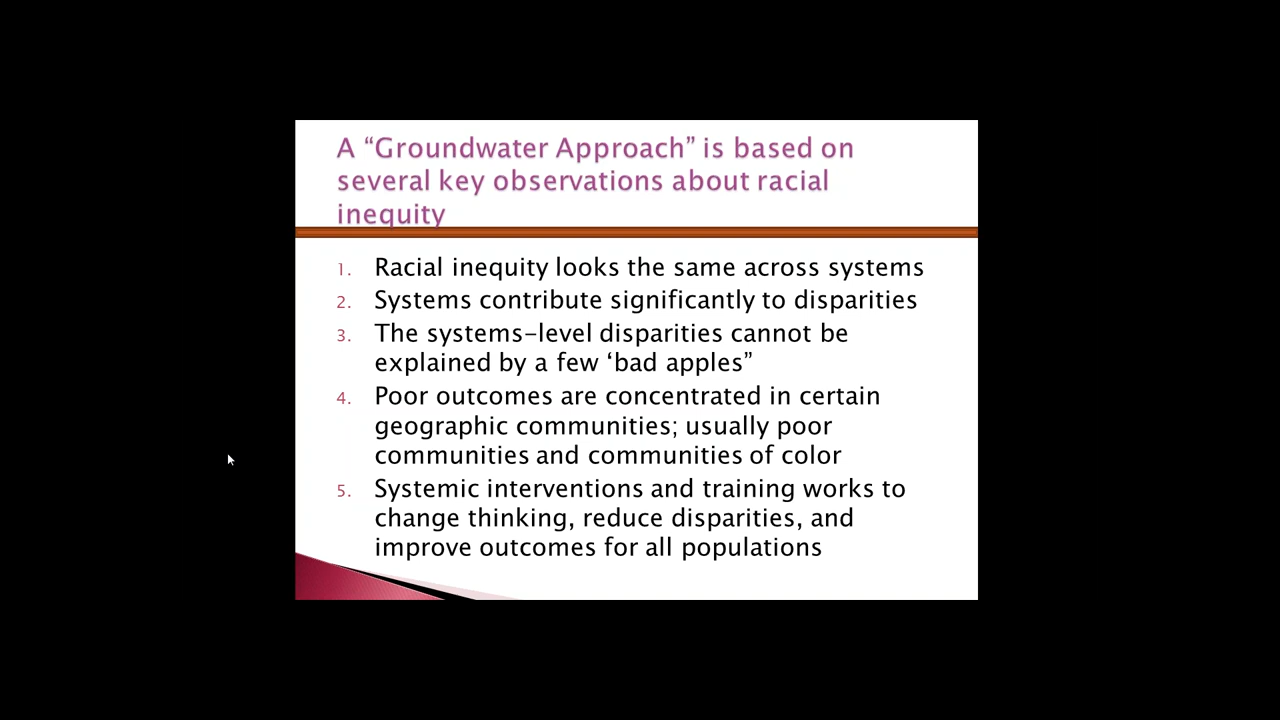 A “Groundwater Approach” is based on
several key observations about racial
inequity
1. Racial inequity looks the same across systems
2. Systems contribute significantly to disparities
3. The systems-level disparities cannot be
explained by a few ‘bad apples”
4. Poor outcomes are concentrated in certain
geographic communities; usually poor
communities and communities of color
5. Systemic interventions and training works to
change thinking, reduce disparities, and
improve outcomes for all populations